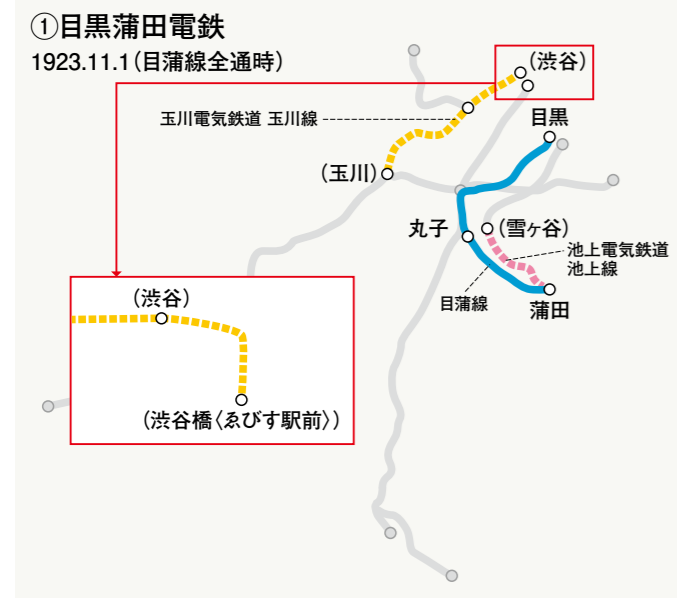 ①目黒蒲田電鉄
1923.11.1(目蒲線全通時)
(渋谷)
目黒
玉川電気鉄道 玉川線
(玉川)
丸子
(雪ヶ谷)
池上電気鉄道
池上線
目蒲線
蒲田
(渋谷)
(渋谷橋〈ゑびす駅前〉)